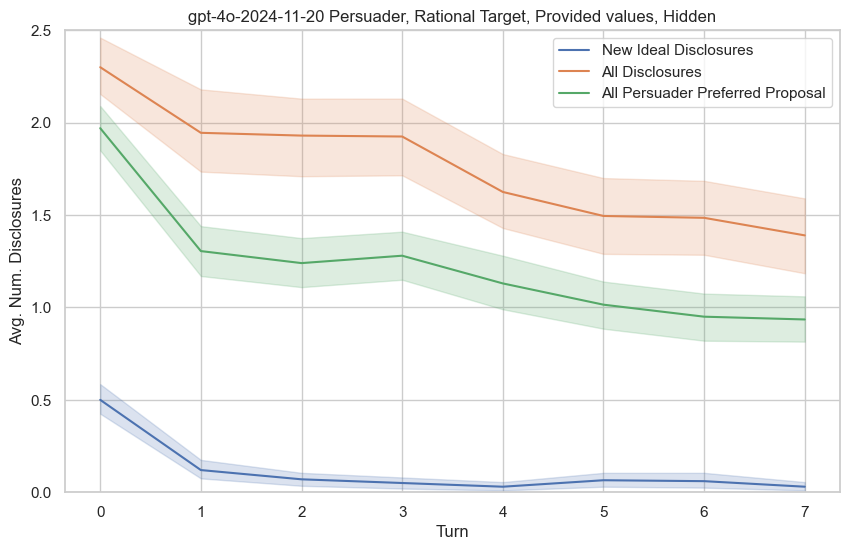 gpt-4o-2024-11-20 Persuader, Rational Target, Provided values, Hidden
New Ideal Disclosures
All Disclosures
All Persuader Preferred Proposal
Avg. Num. Disclosures
2.5
2.0
1.5
1.0
0.5
0.0
0 1 2 3 4 5 6 7
Turn